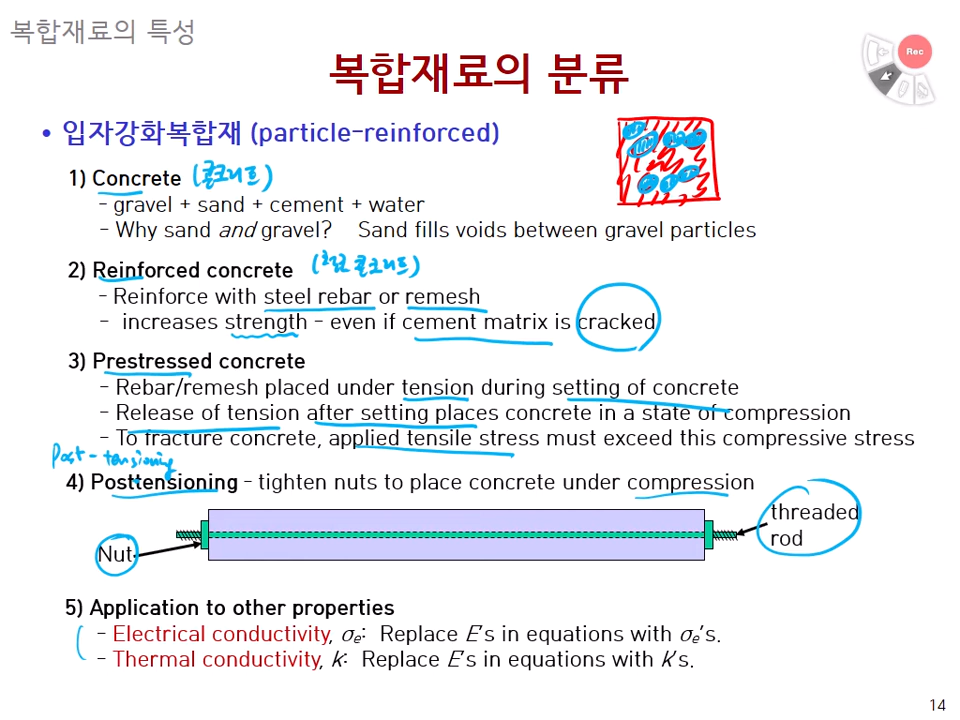 복합재료의 특성
복합재료의 분류
Rec
• 입자강화복합재 (particle-reinforced)
1) Concrete (콘크리트)
- gravel + sand + cement + water
- Why sand and gravel? Sand fills voids between gravel particles
2) Reinforced concrete (철근 콘크리트)
- Reinforce with steel rebar or remesh
- increases strength - even if cement matrix is cracked
3) Prestressed concrete
- Rebar/remesh placed under tension during setting of concrete
- Release of tension after setting places concrete in a state of compression
- To fracture concrete, applied tensile stress must exceed this compressive stress
Post-tensioning
4) Posttensioning - tighten nuts to place concrete under compression
threaded
rod
Nut
5) Application to other properties
- Electrical conductivity, σe: Replace E's in equations with σe's.
- Thermal conductivity, k: Replace E's in equations with k's.
14